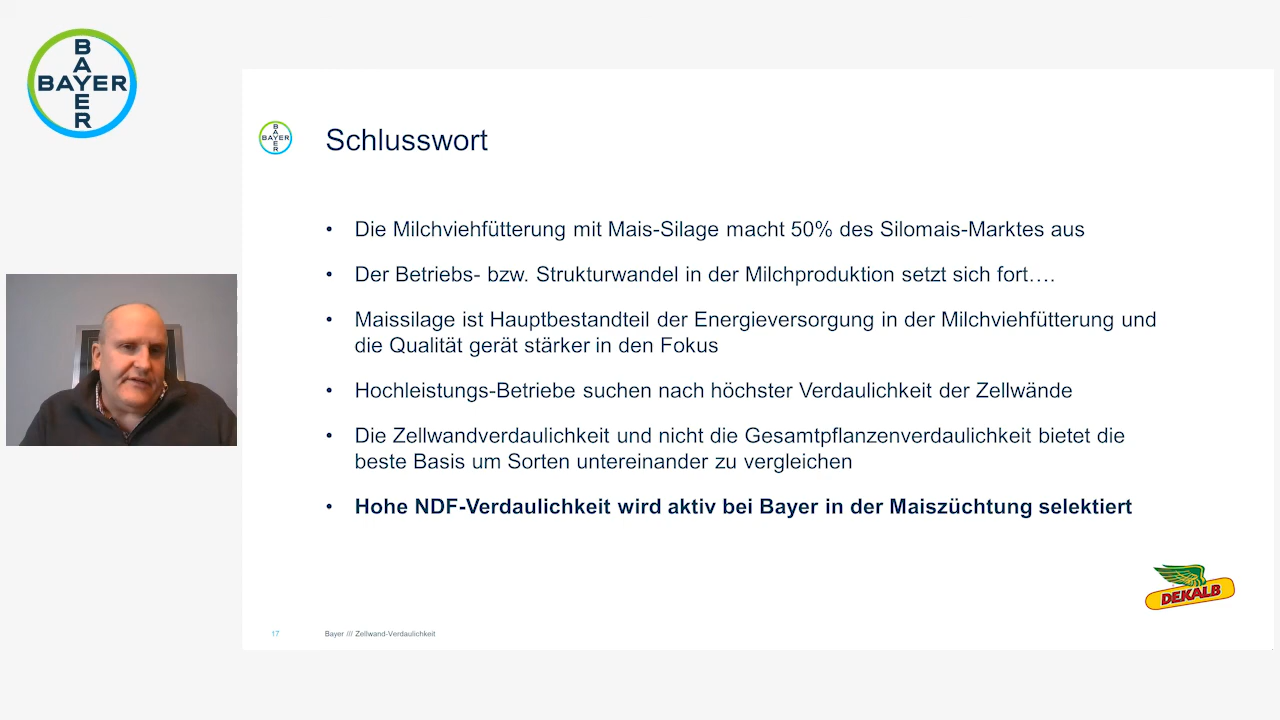 BAYER
BAYER
BAYER
BAYER
Schlusswort
• Die Milchviehfütterung mit Mais-Silage macht 50% des Silomais-Marktes aus
• Der Betriebs- bzw. Strukturwandel in der Milchproduktion setzt sich fort….
• Maissilage ist Hauptbestandteil der Energieversorgung in der Milchviehfütterung und
die Qualität gerät stärker in den Fokus
• Hochleistungs-Betriebe suchen nach höchster Verdaulichkeit der Zellwände
• Die Zellwandverdaulichkeit und nicht die Gesamtpflanzenverdaulichkeit bietet die
beste Basis um Sorten untereinander zu vergleichen
• Hohe NDF-Verdaulichkeit wird aktiv bei Bayer in der Maiszüchtung selektiert
DEKALB
17 Bayer /// Zellwand-Verdaulichkeit